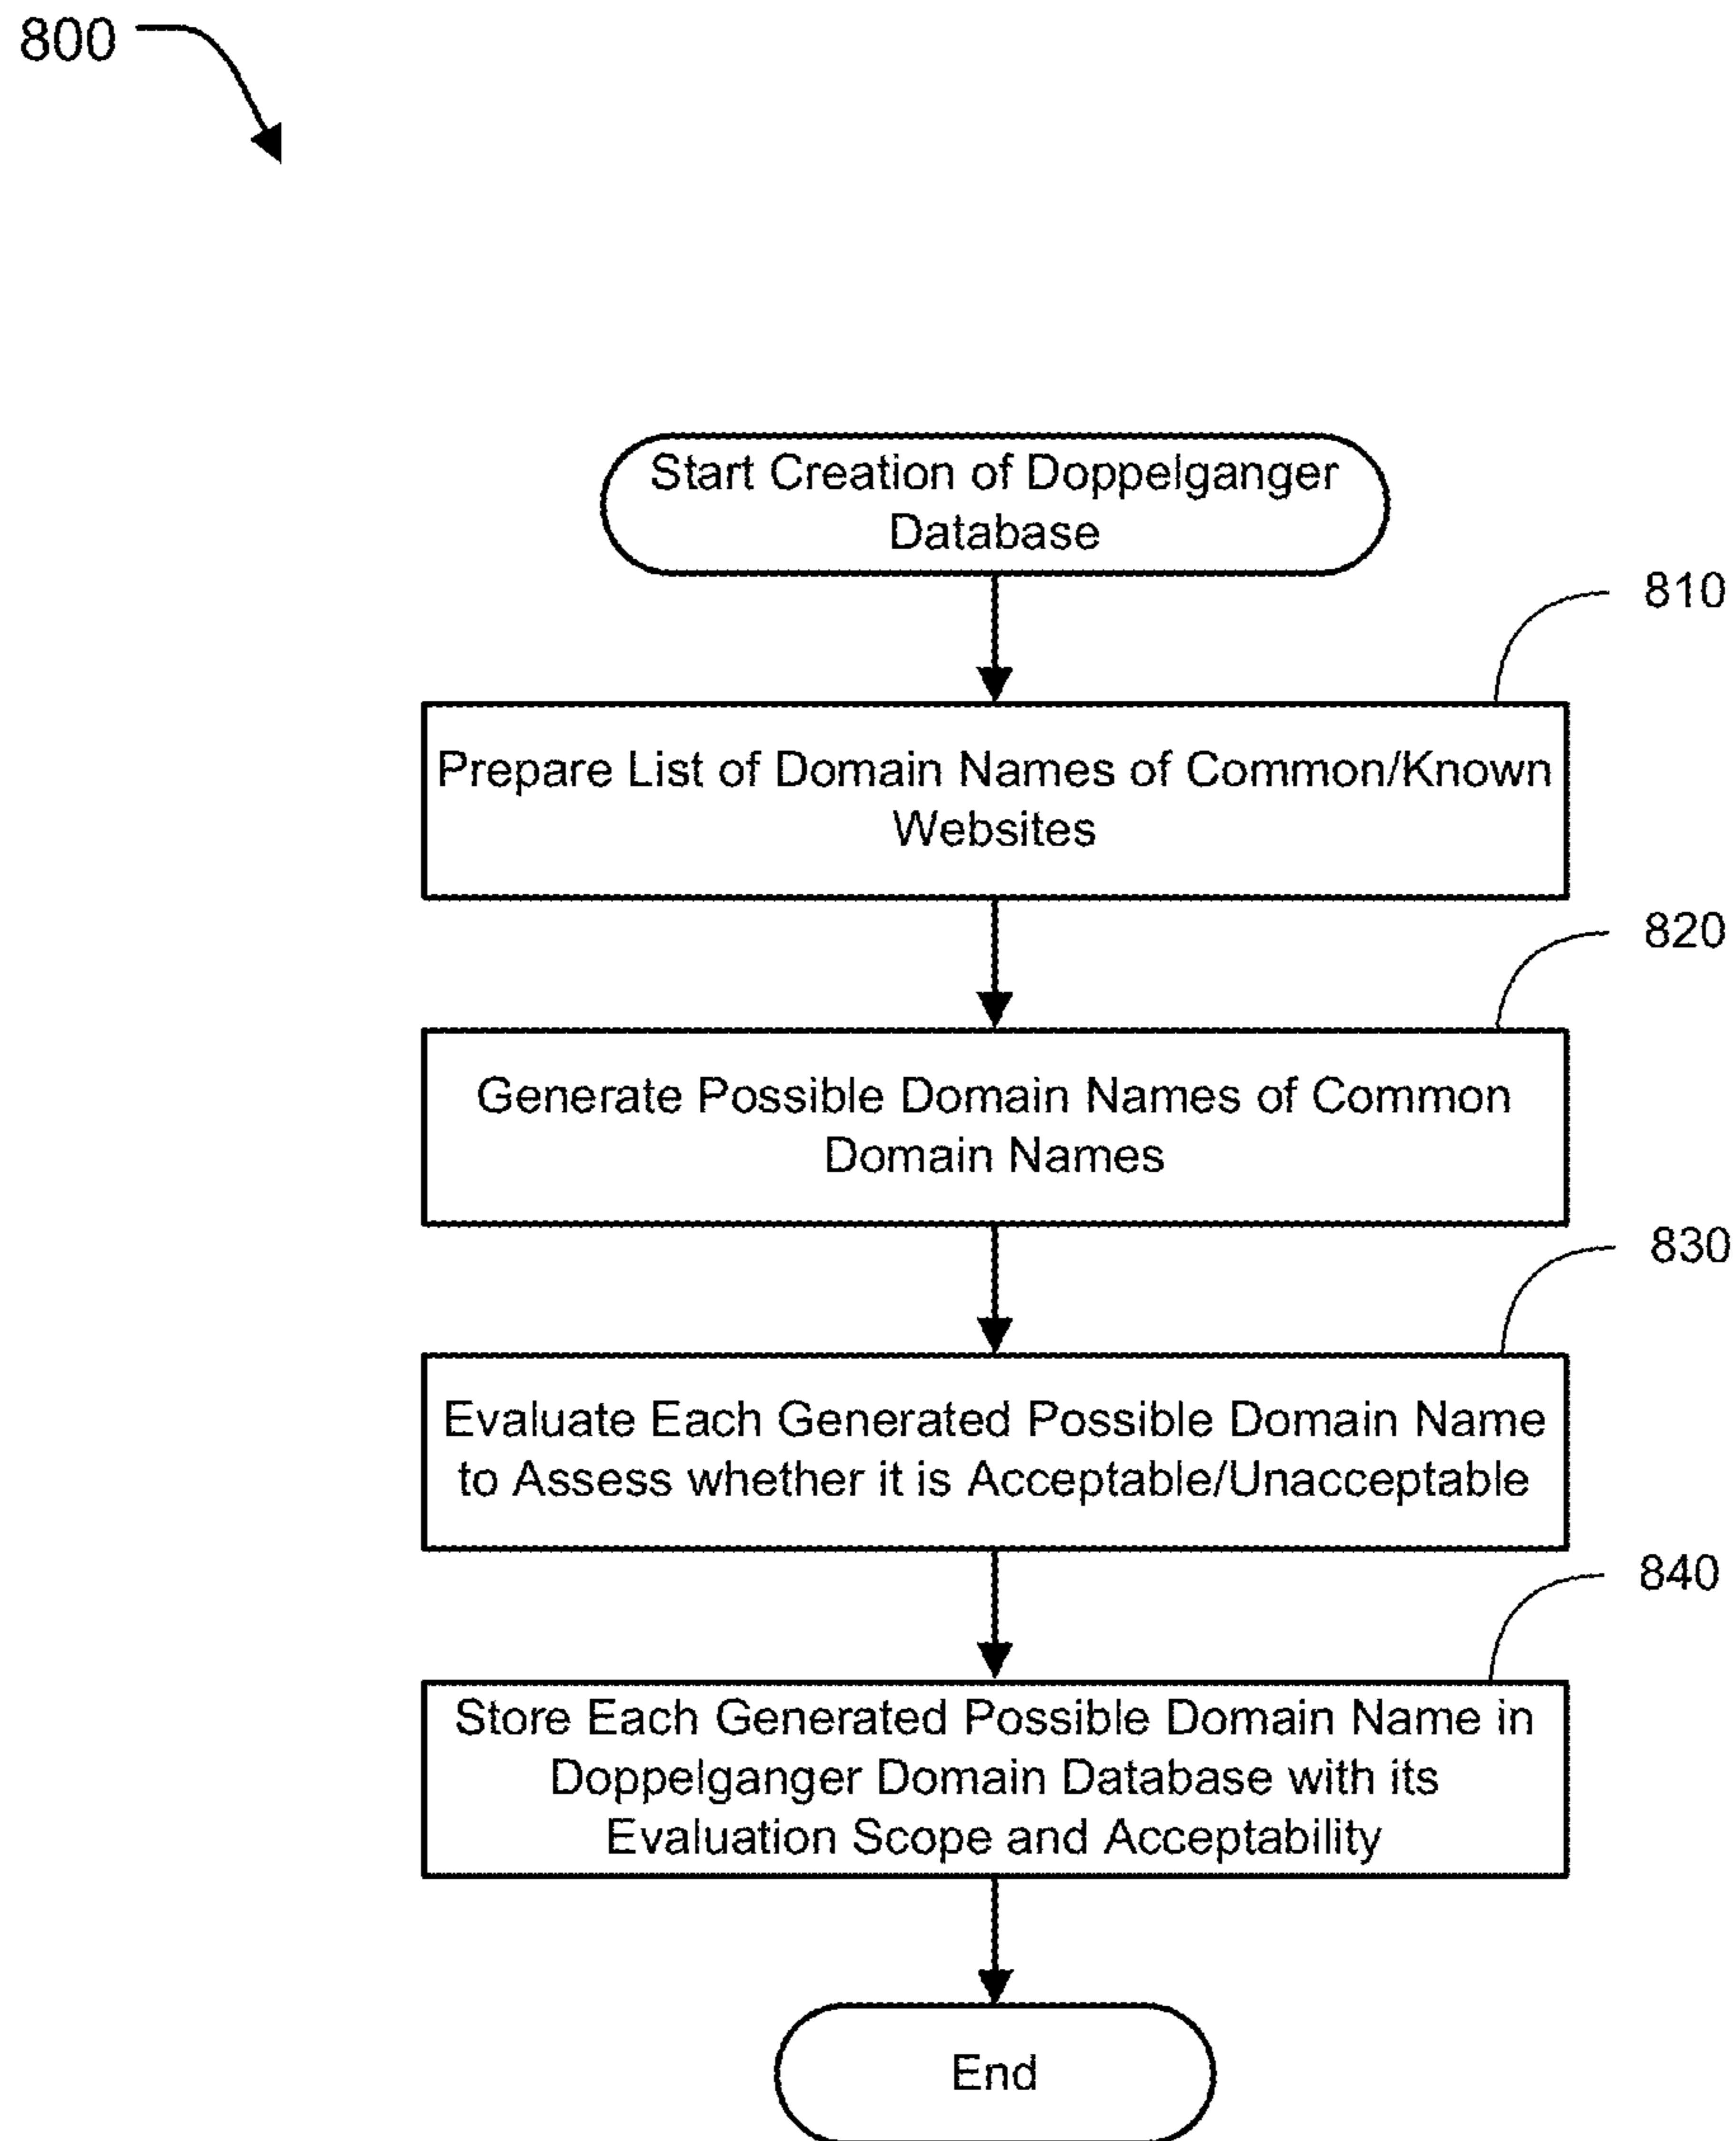 800
Start Creation of Doppelganger
Database
810
Prepare List of Domain Names of Common/Known
Websites
820
Generate Possible Domain Names of Common
Domain Names
830
Evaluate Each Generated Possible Domain Name
to Assess whether it is Acceptable/Unacceptable
840
Store Each Generated Possible Domain Name in
Doppelganger Domain Database with its
Evaluation Scope and Acceptability
End